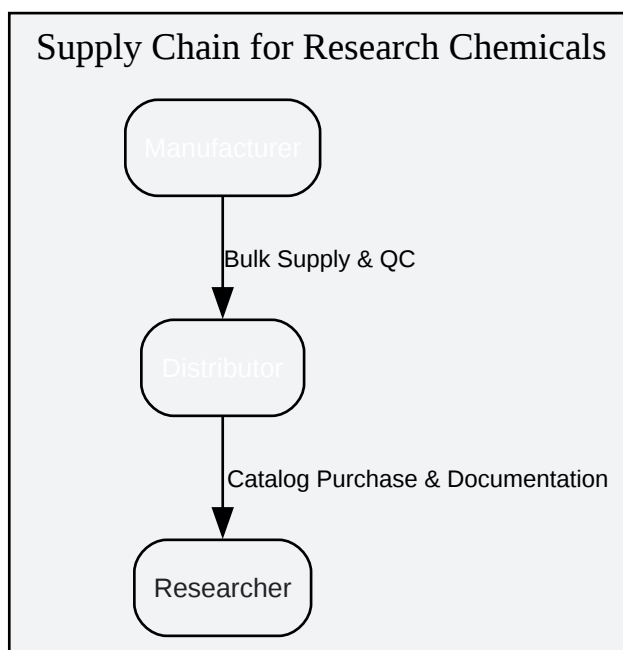 Supply Chain for Research Chemicals
Manufacturer
Bulk Supply & QC
Distributor
Catalog Purchase & Documentation
Researcher